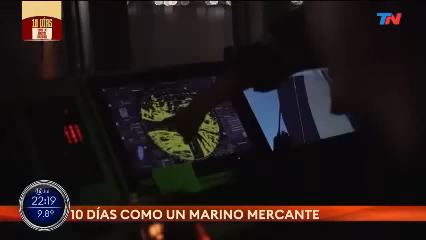 10 DÍAS
TN
22:19
9.8°
10 DÍAS COMO UN MARINO MERCANTE